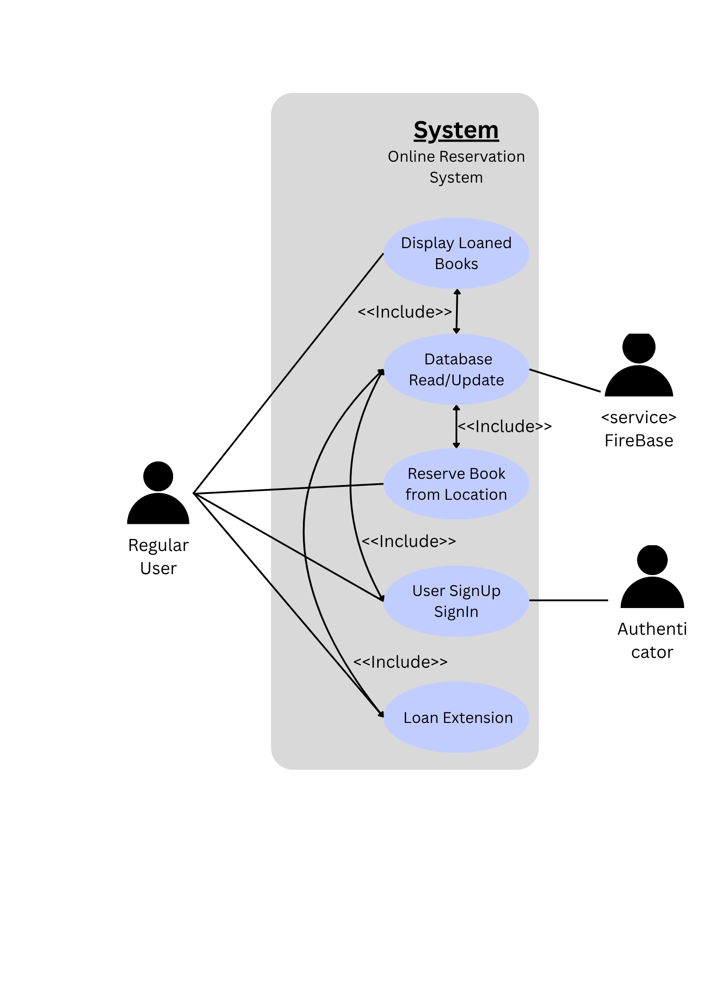 System
Online Reservation
System
Display Loaned
Books
<<Include>>
Database
Read/Update
<service>
FireBase
<<Include>>
Reserve Book
from Location
Regular
User
<<Include>>
User SignUp
SignIn
Authenti
cator
<<Include>>
Loan Extension